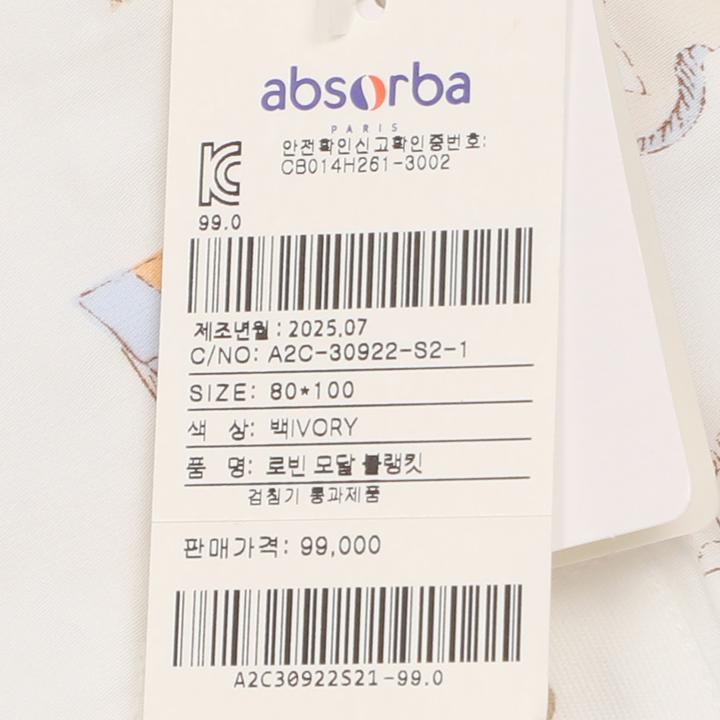 absorba
PARIS
안전확인신고확인증번호:
CB014H261-3002
99.0
제조년월 : 2025.07
C/NO: A2C-30922-S2-1
SIZE: 80*100
색 상: 백IVORY
품 명: 로빈 모달 블랭킷
검침기 통과제품
판매가격: 99,000
A2C30922S21-99.0